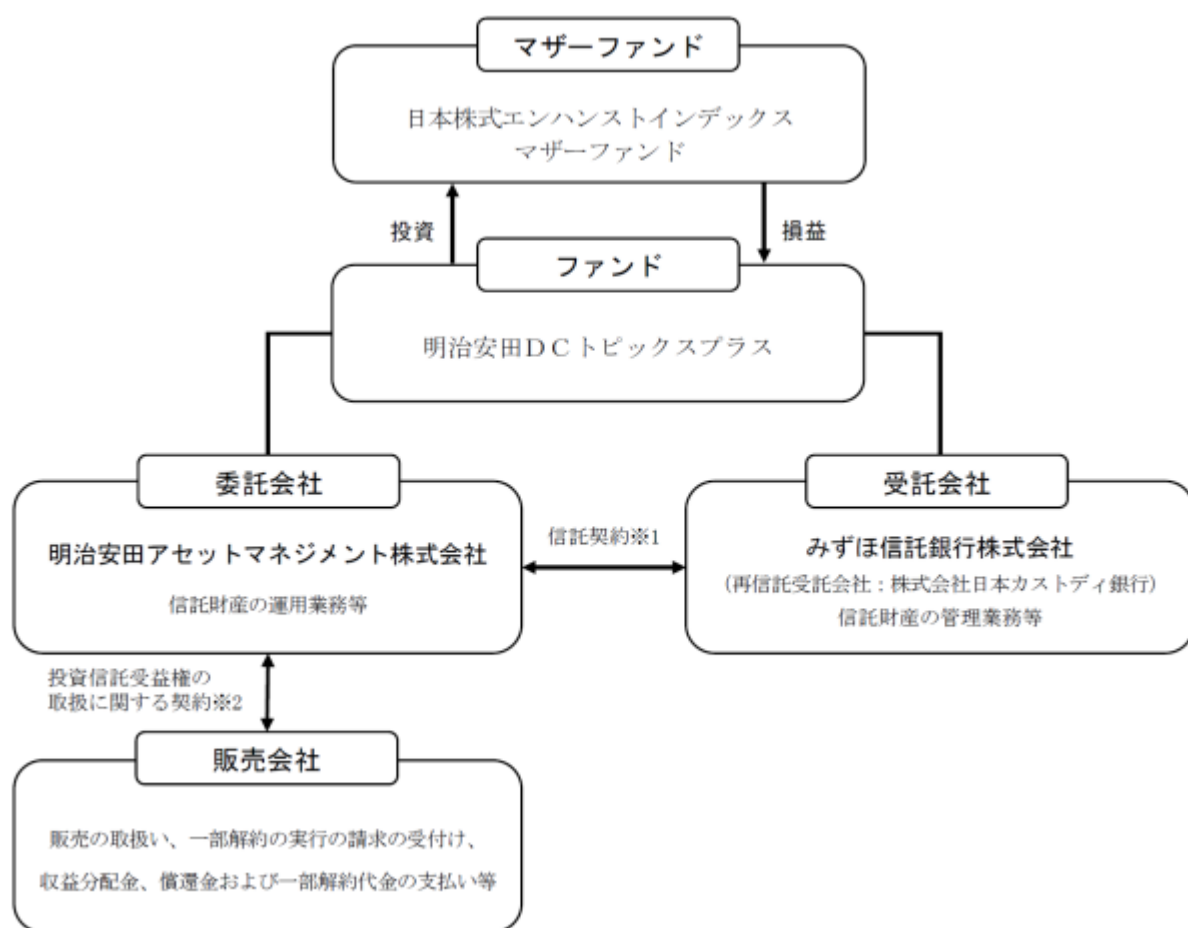 マザーファンド
日本株式エンハンストインデックス
マザーファンド
投資
損益
ファンド
明治安田ＤＣトピックスプラス
委託会社
明治安田アセットマネジメント株式会社
信託財産の運用業務等
信託契約※1
受託会社
みずほ信託銀行株式会社
(再信託受託会社：株式会社日本カストディ銀行)
信託財産の管理業務等
投資信託受益権の
取扱に関する契約※2
販売会社
販売の取扱い、一部解約の実行の請求の受付け、
収益分配金、償還金および一部解約代金の支払い等